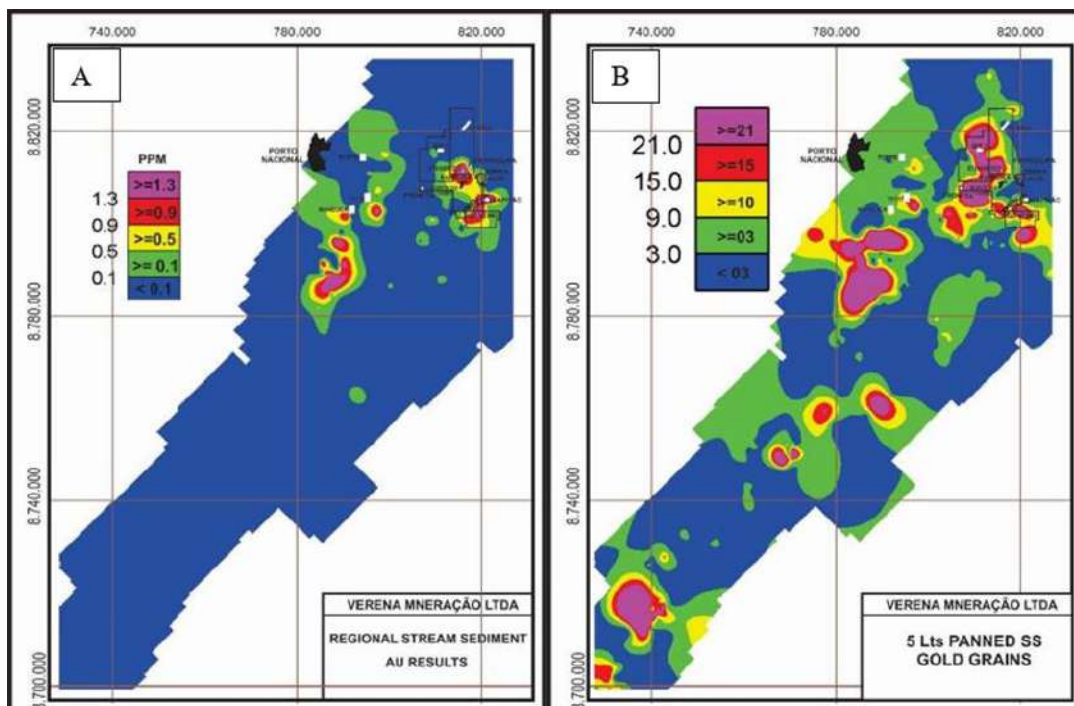 740.000 780.000 820.000
A
8.820.000
8.780.000
8.740.000
8.700.000
PORTO
NACIONAL
PPM
>=1.3
1.3
>=0.9
0.9
>=0.5
0.5
>= 0.1
0.1
< 0.1
VERENA MNERAÇÃO LTDA
REGIONAL STREAM SEDIMENT
AU RESULTS
740.000 780.000 820.000
B
8.820.000
8.780.000
8.740.000
8.700.000
PORTO
NACIONAL
>=21
21.0
>=15
15.0
>=10
9.0
>=03
3.0
< 03
VERENA MNERAÇÃO LTDA
5 Lts PANNED SS
GOLD GRAINS